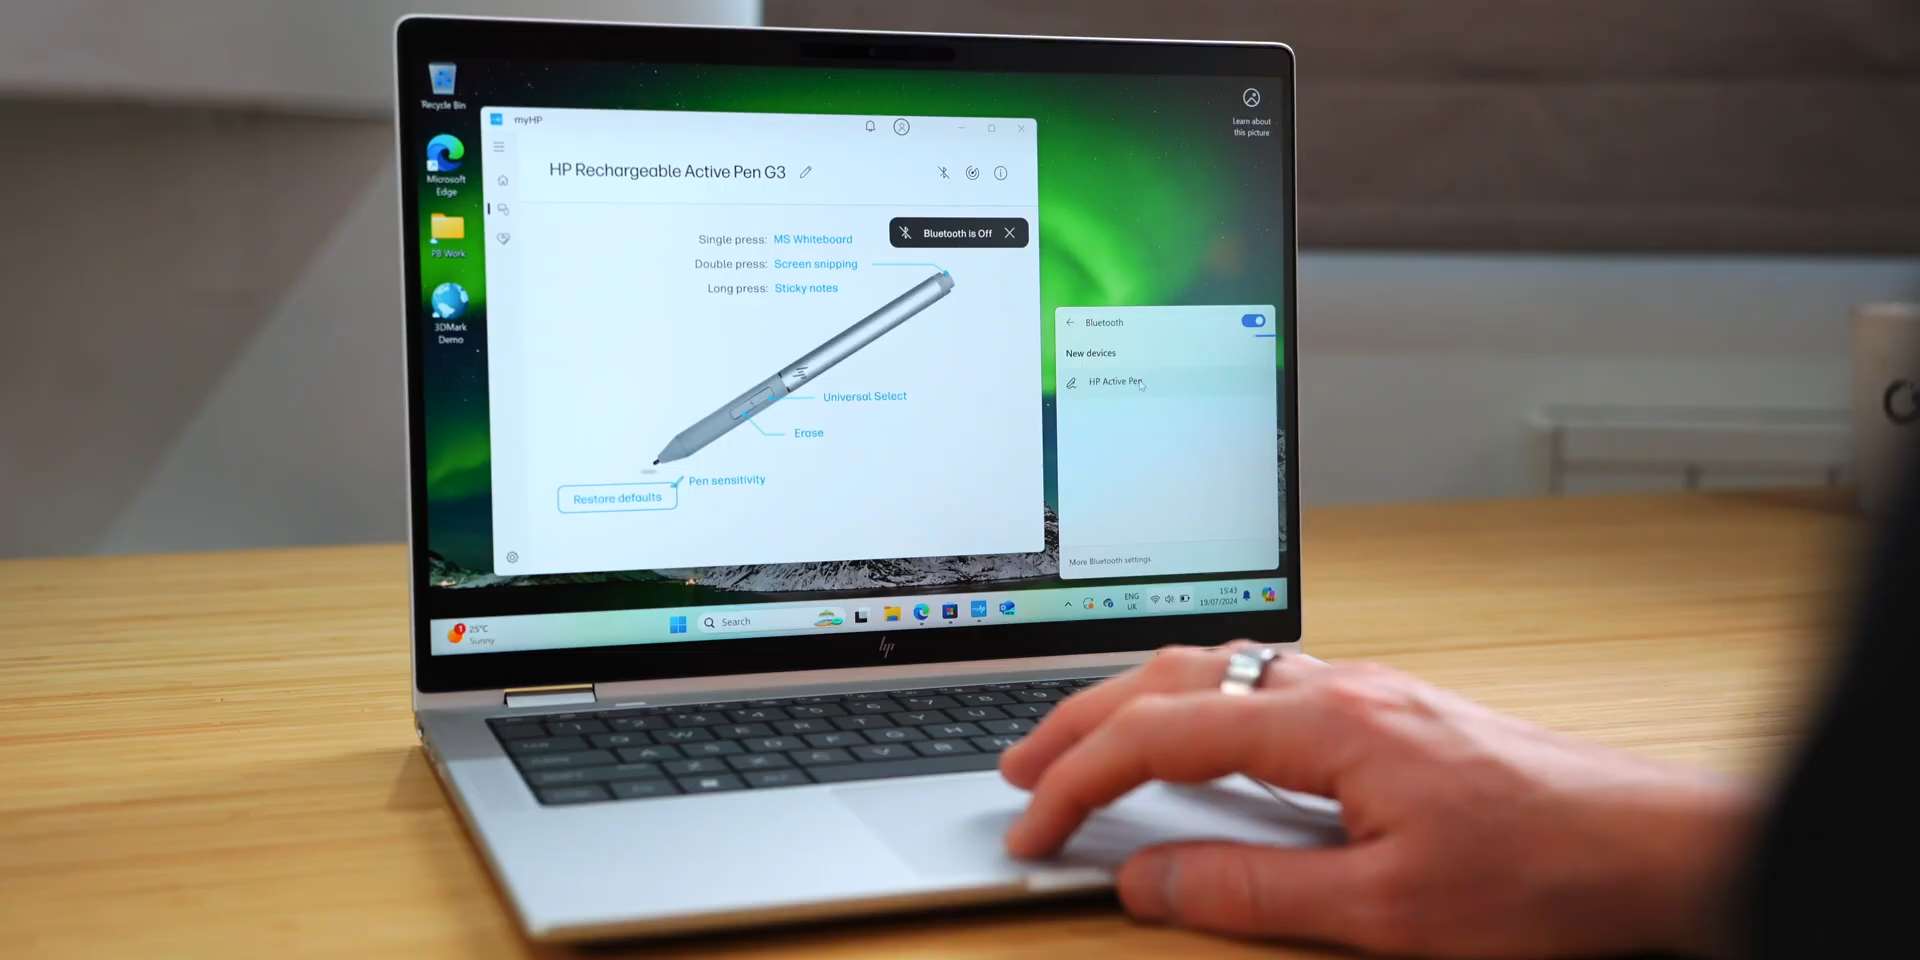 Recycle Bin
Microsoft
Edge
PB Work
3DMark
Demo
myHP
HP Rechargeable Active Pen G3
Single press: MS Whiteboard
Double press: Screen snipping
Long press: Sticky notes
Bluetooth is Off
Universal Select
Erase
Pen sensitivity
Restore defaults
Learn about
this picture
Bluetooth
New devices
HP Active Pen
More Bluetooth settings
1
25°C
Sunny
Search
ENG
UK
15:43
19/07/2024
hp